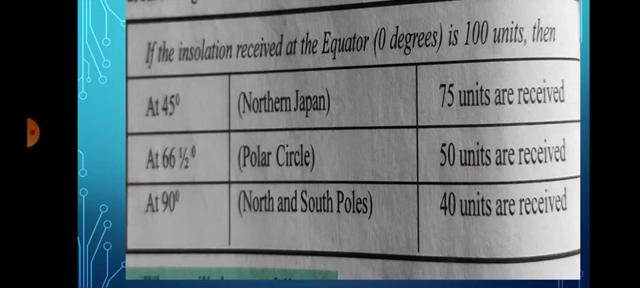 If the insolation received at the Equator (0 degrees) is 100 units, then
At 45⁰ (Northern Japan) 75 units are received
At 66 ½⁰ (Polar Circle) 50 units are received
At 90⁰ (North and South Poles) 40 units are received